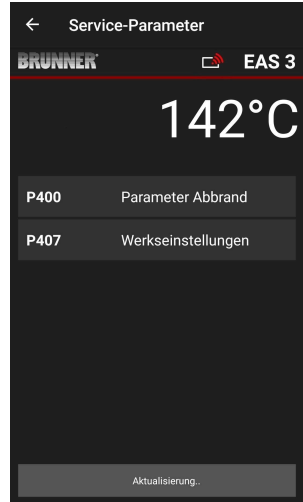 ← Service-Parameter
BRUNNER EAS 3
142°C
P400 Parameter Abbrand
P407 Werkseinstellungen
Aktualisierung..